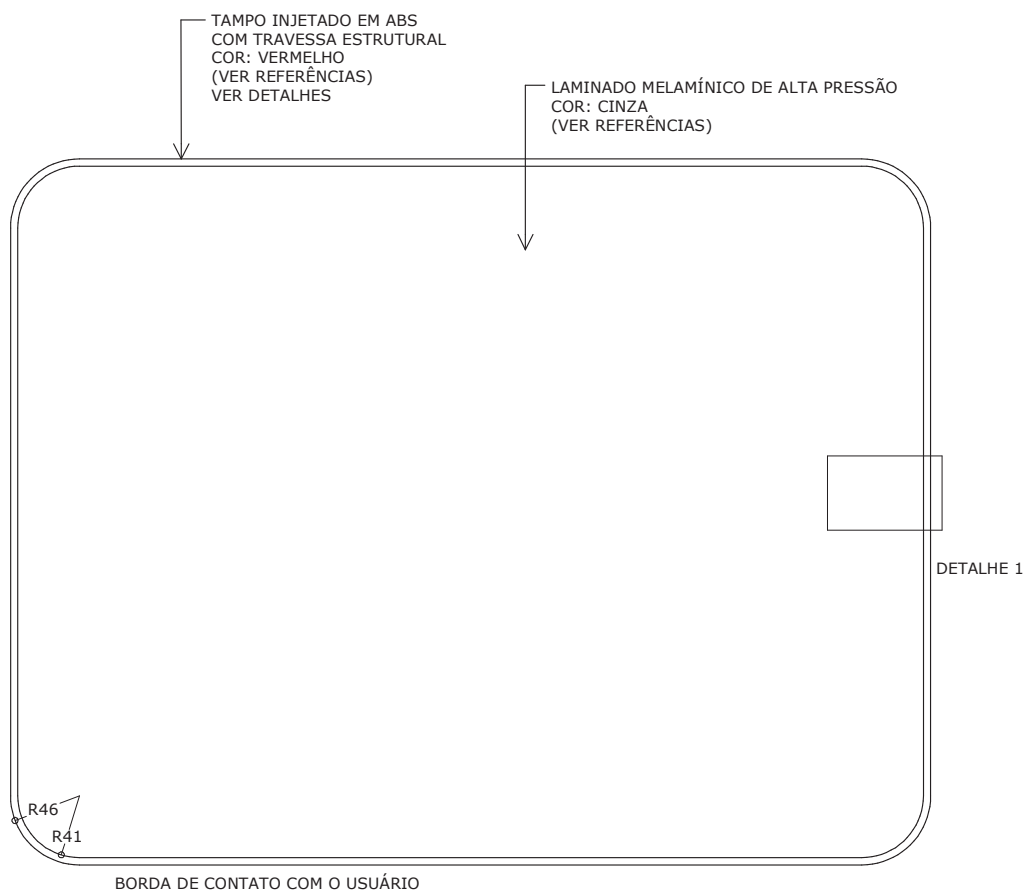 TAMPO INJETADO EM ABS
COM TRAVESSA ESTRUTURAL
COR: VERMELHO
(VER REFERÊNCIAS)
VER DETALHES
LAMINADO MELAMÍNICO DE ALTA PRESSÃO
COR: CINZA
(VER REFERÊNCIAS)
DETALHE 1
R46
R41
BORDA DE CONTATO COM O USUÁRIO